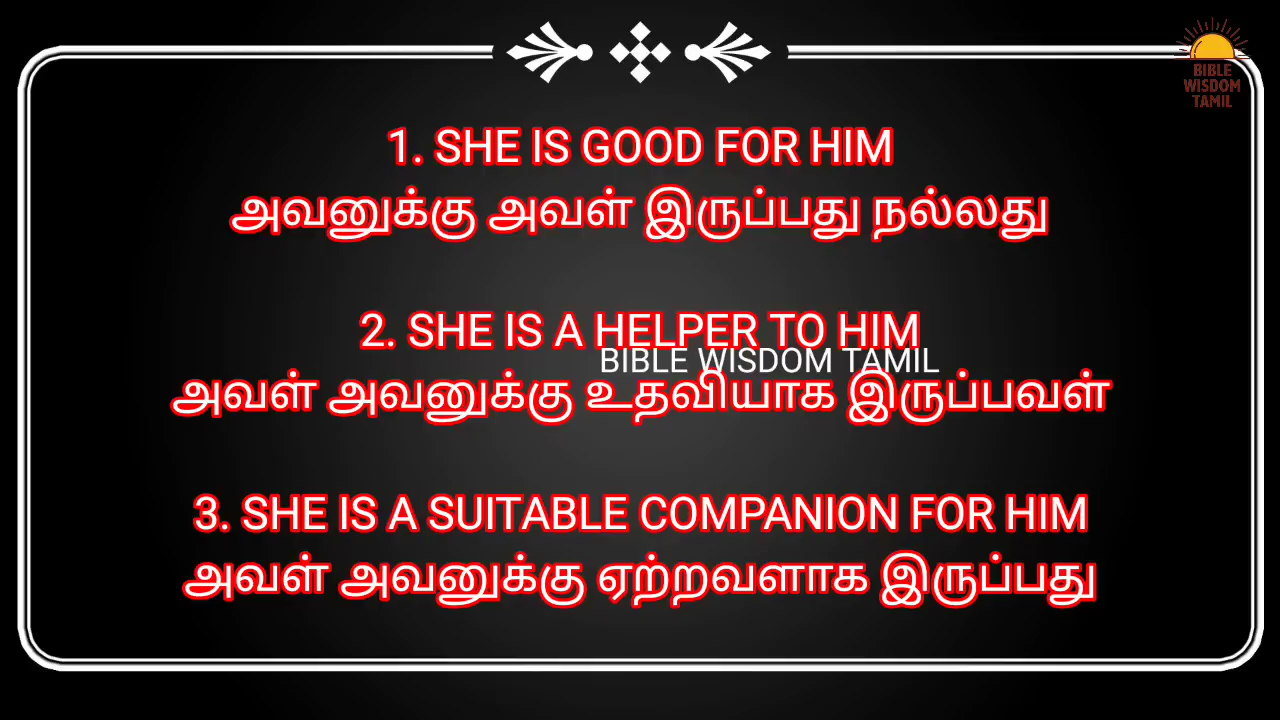 BIBLE
WISDOM
TAMIL
1. SHE IS GOOD FOR HIM
அவனுக்கு அவள் இருப்பது நல்லது
2. SHE IS A HELPER TO HIM
BIBLE WISDOM TAMIL
அவள் அவனுக்கு உதவியாக இருப்பவள்
3. SHE IS A SUITABLE COMPANION FOR HIM
அவள் அவனுக்கு ஏற்றவளாக இருப்பது